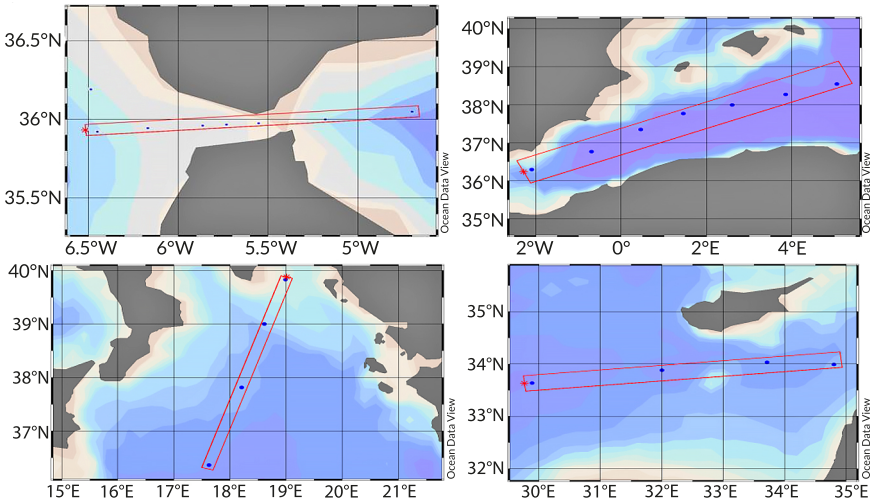 36.5°N
36°N
35.5°N
6.5°W
6°W
5.5°W
5°W
Ocean Data View
40°N
39°N
38°N
37°N
36°N
35°N
2°W
0°
2°E
4°E
Ocean Data View
40°N
39°N
38°N
37°N
15°E
16°E
17°E
18°E
19°E
20°E
21°E
Ocean Data View
35°N
34°N
33°N
32°N
30°E
31°E
32°E
33°E
34°E
35°E
Ocean Data View